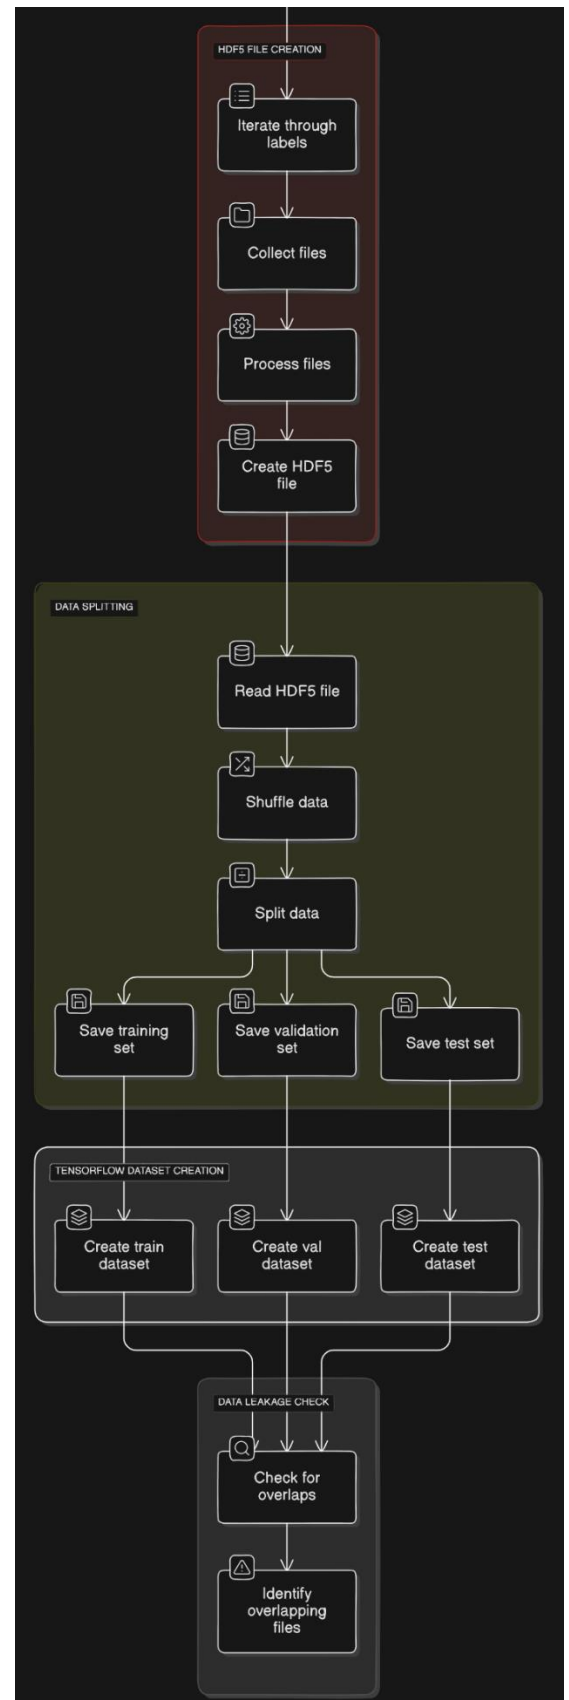 HDF5 FILE CREATION
Iterate through
labels
Collect files
Process files
Create HDF5
file
DATA SPLITTING
Read HDF5 file
Shuffle data
Split data
Save training
set
Save validation
set
Save test set
TENSORFLOW DATASET CREATION
Create train
dataset
Create val
dataset
Create test
dataset
DATA LEAKAGE CHECK
Check for
overlaps
Identify
overlapping
files